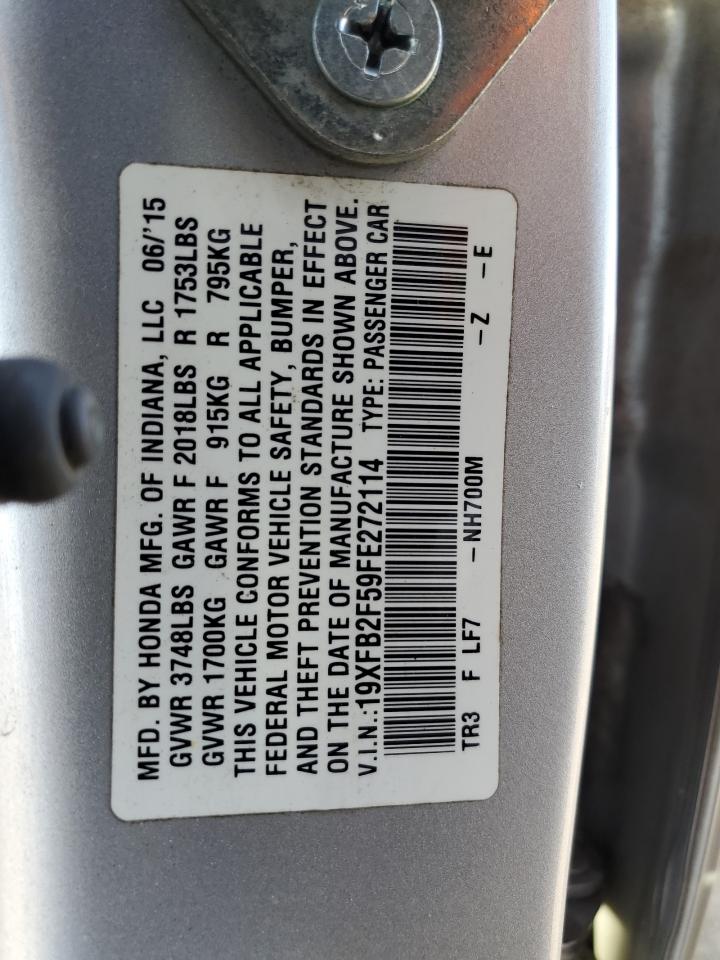 MFD. BY HONDA MFG. OF INDIANA, LLC 06/'15
GVWR 3748LBS GAWR F 2018LBS R 1753LBS
GVWR 1700KG GAWR F 915KG R 795KG
THIS VEHICLE CONFORMS TO ALL APPLICABLE
FEDERAL MOTOR VEHICLE SAFETY, BUMPER,
AND THEFT PREVENTION STANDARDS IN EFFECT
ON THE DATE OF MANUFACTURE SHOWN ABOVE.
V.I.N.:19XFB2F59FE272114 TYPE: PASSENGER CAR
TR3 F LF7 -NH700M -Z -E